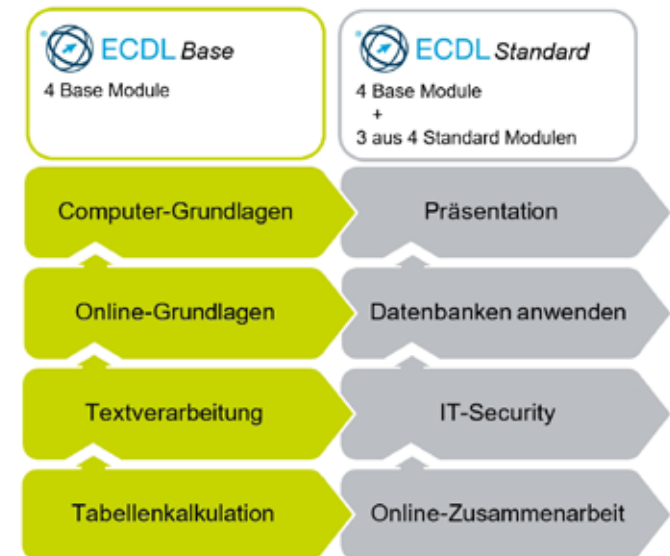 ECDL Base
4 Base Module
ECDL Standard
4 Base Module
+
3 aus 4 Standard Modulen
Computer-Grundlagen
Präsentation
Online-Grundlagen
Datenbanken anwenden
Textverarbeitung
IT-Security
Tabellenkalkulation
Online-Zusammenarbeit